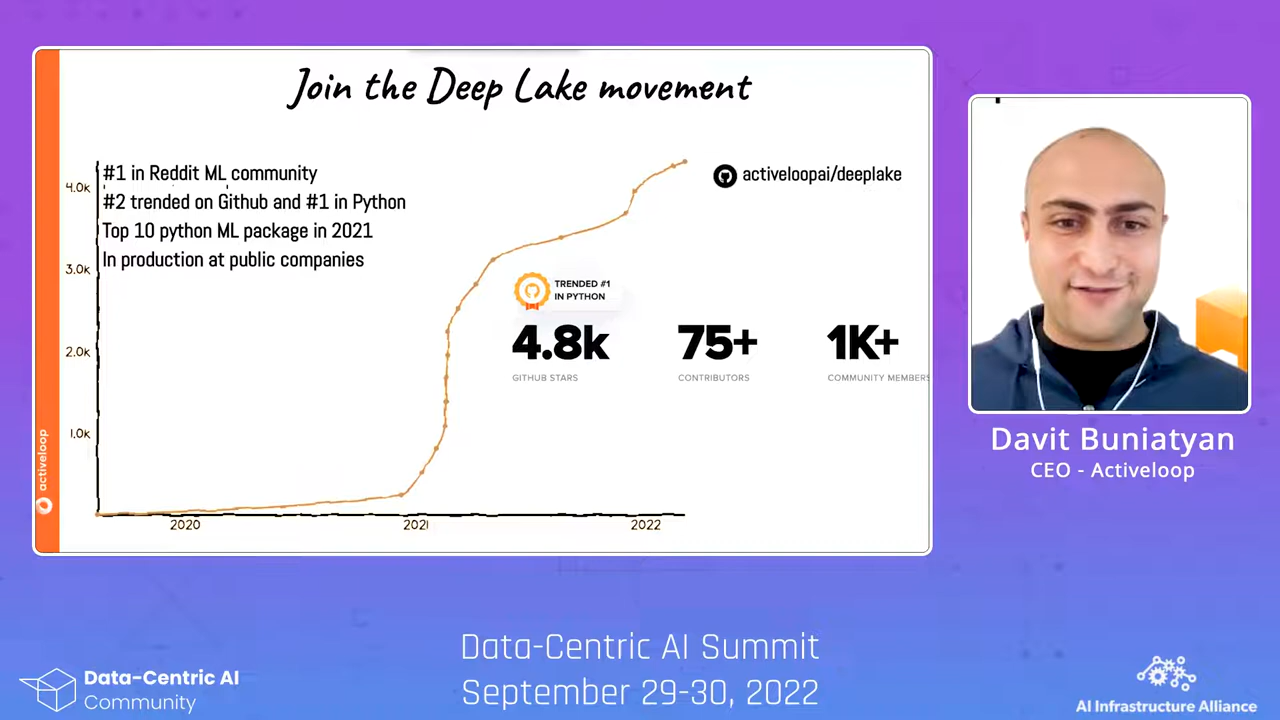 Join the Deep Lake movement
#1 in Reddit ML community
#2 trended on Github and #1 in Python
Top 10 python ML package in 2021
In production at public companies
4.0k
3.0k
2.0k
1.0k
2020
2021
2022
activeloopai/deeplake
TRENDED #1
IN PYTHON
4.8k
75+
1K+
GITHUB STARS
CONTRIBUTORS
COMMUNITY MEMBERS
activeloop
Davit Buniatyan
CEO - Activeloop
Data-Centric AI Summit
September 29-30, 2022
Data-Centric AI
Community
AI Infrastructure Alliance